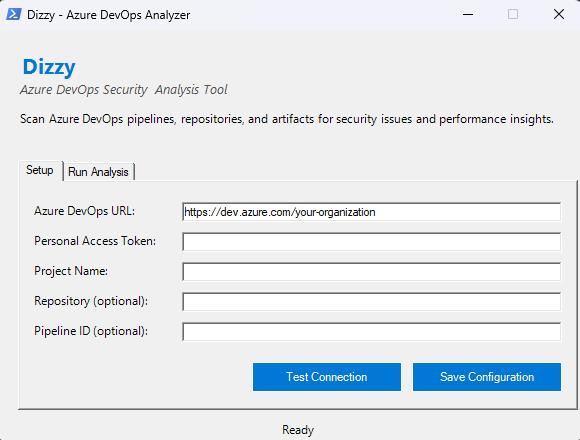 Dizzy - Azure DevOps Analyzer
Dizzy
Azure DevOps Security Analysis Tool
Scan Azure DevOps pipelines, repositories, and artifacts for security issues and performance insights.
Setup Run Analysis
Azure DevOps URL: https://dev.azure.com/your-organization
Personal Access Token:
Project Name:
Repository (optional):
Pipeline ID (optional):
Test Connection Save Configuration
Ready